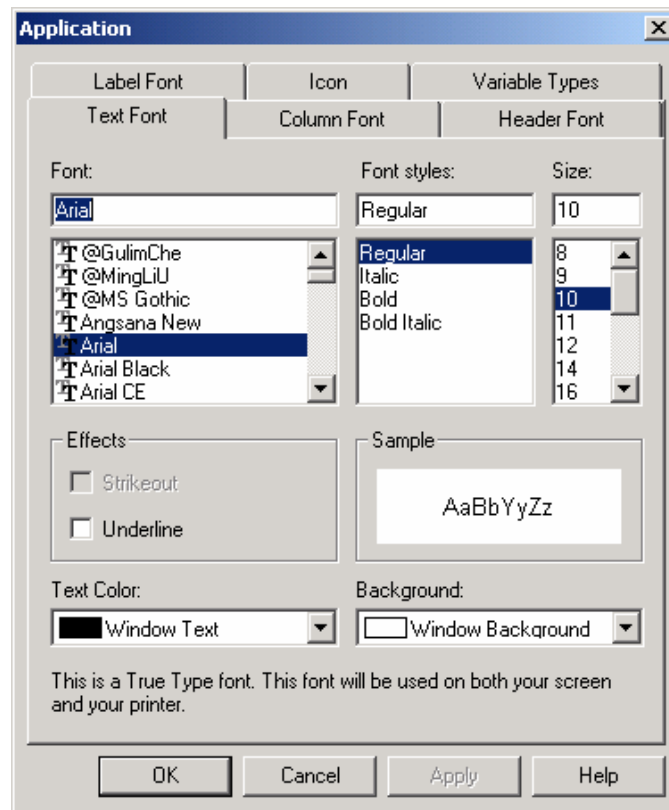 Application
Label Font Icon Variable Types
Text Font Column Font Header Font
Font: Font styles: Size:
Arial Regular 10
@GulimChe Regular 8
@MingLiU Italic 9
@MS Gothic Bold 10
Angsana New Bold Italic 11
Arial 12
Arial Black 14
Arial CE 16
Effects Sample
Strikeout
AaBbYyZz
Underline
Text Color: Background:
Window Text Window Background
This is a True Type font. This font will be used on both your screen
and your printer.
OK Cancel Apply Help